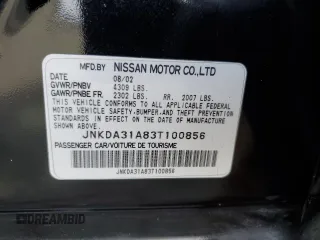 MFD.BY NISSAN MOTOR CO.,LTD
DATE 08/02
GVWR/PNBV 4309 LBS.
GAWR/PNBE FR. 2302 LBS. RR. 2007 LBS.
THIS VEHICLE CONFORMS TO ALL APPLICABLE FEDERAL
MOTOR VEHICLE SAFETY, BUMPER, AND THEFT
PREVENTION STANDARDS IN EFFECT ON THE DATE OF
MANUFACTURE SHOWN ABOVE.
JNKDA31A83T100856
PASSENGER CAR/VOITURE DE TOURISME
JNKDA31A83T100856
DREAMBID